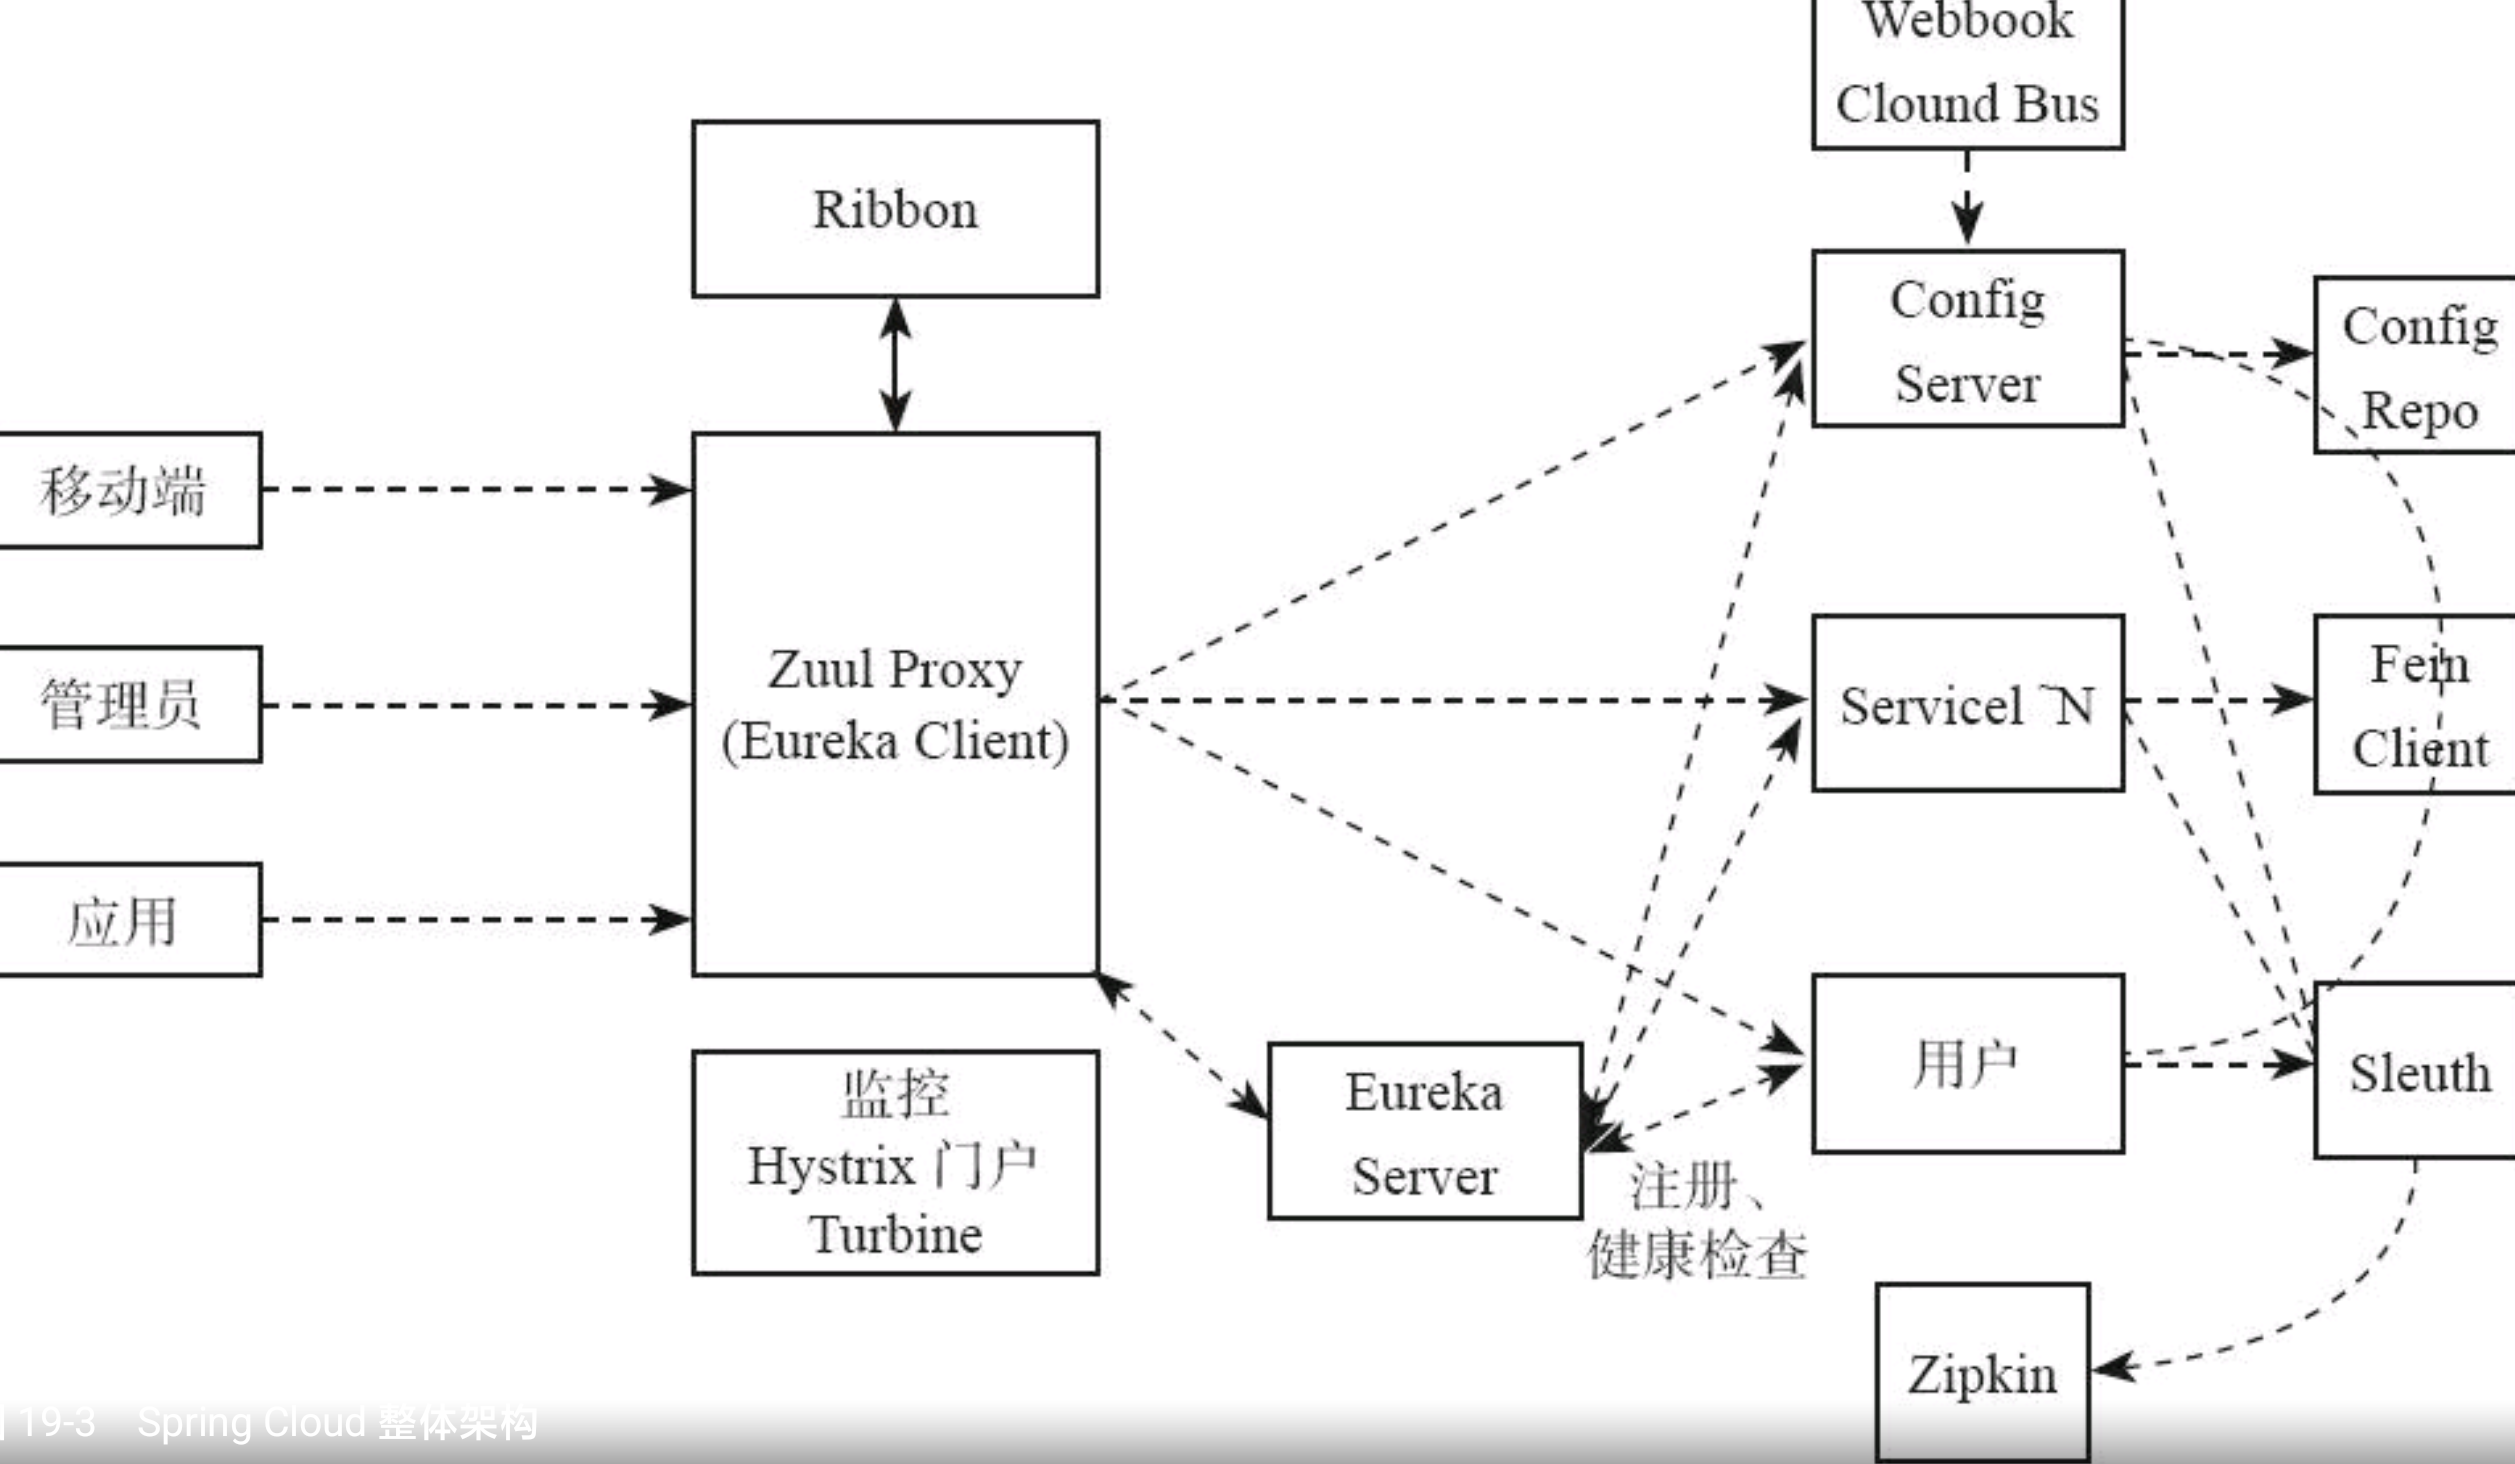 Webbook
Clound Bus
Ribbon
Config
Server
Config
Repo
移动端
管理员
应用
Zuul Proxy
(Eureka Client)
Servicel ~N
Fein
Client
监控
Hystrix 门户
Turbine
Eureka
Server
用户
Sleuth
注册、
健康检查
Zipkin
19-3 Spring Cloud 整体架构